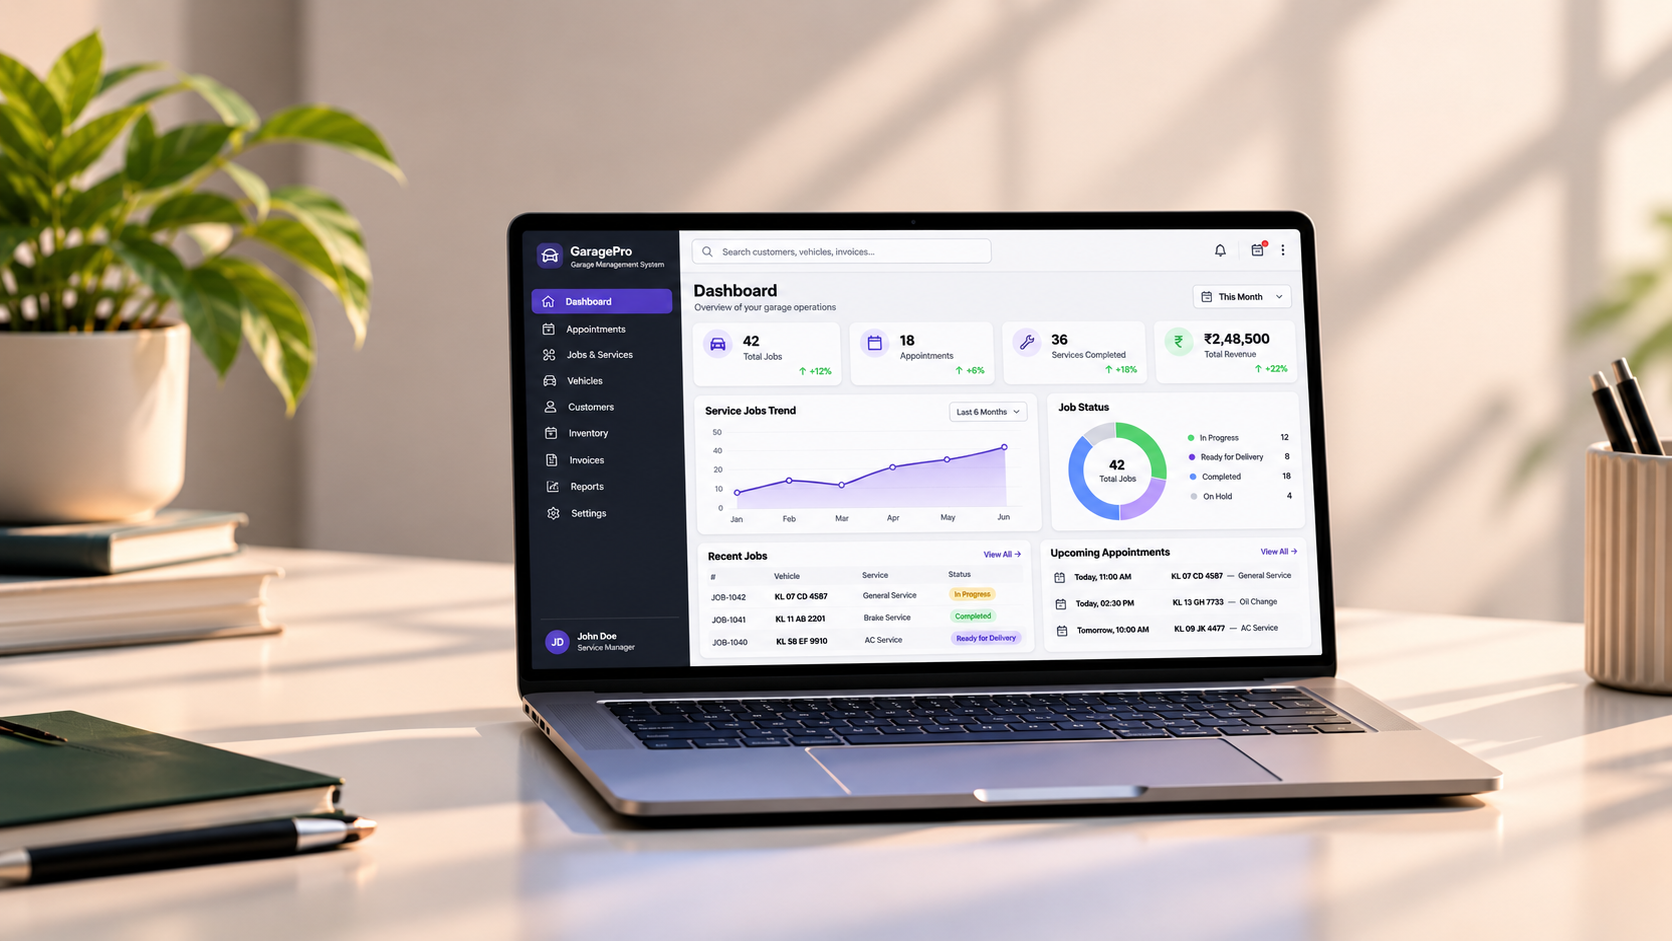 GaragePro
Garage Management System
Dashboard
Appointments
Jobs & Services
Vehicles
Customers
Inventory
Invoices
Reports
Settings
JD
John Doe
Service Manager
Search customers, vehicles, invoices...
Dashboard
Overview of your garage operations
This Month
42
Total Jobs
↑ +12%
18
Appointments
↑ +6%
36
Services Completed
↑ +18%
₹
₹2,48,500
Total Revenue
↑ +22%
Service Jobs Trend
Last 6 Months
50
40
20
10
0
Jan Feb Mar Apr May Jun
Job Status
42
Total Jobs
In Progress 12
Ready for Delivery 8
Completed 18
On Hold 4
Recent Jobs
View All →
# Vehicle Service Status
JOB-1042 KL 07 CD 4587 General Service In Progress
JOB-1041 KL 11 AB 2201 Brake Service Completed
JOB-1040 KL 58 EF 9910 AC Service Ready for Delivery
Upcoming Appointments
View All →
Today, 11:00 AM KL 07 CD 4587 — General Service
Today, 02:30 PM KL 13 GH 7733 — Oil Change
Tomorrow, 10:00 AM KL 09 JK 4477 — AC Service